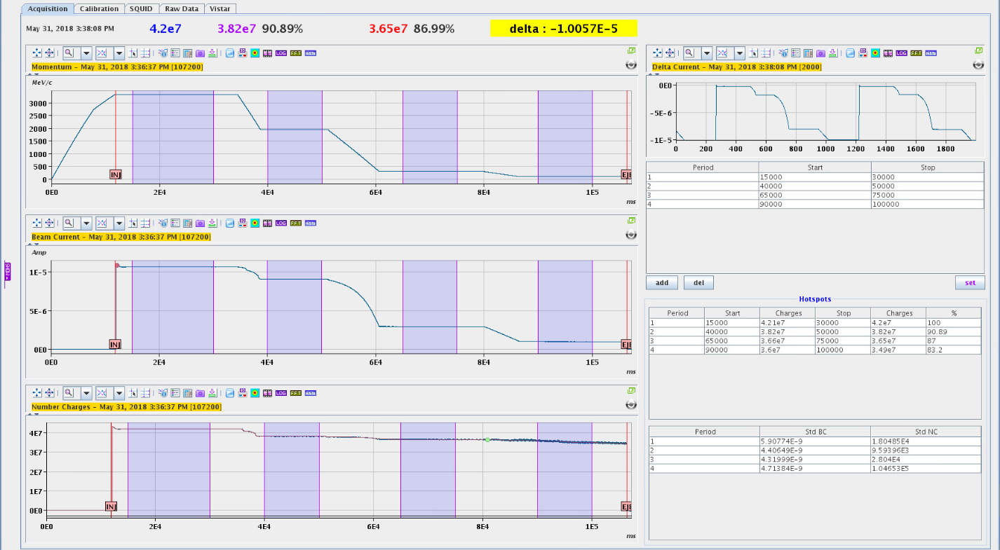 Acquisition Calibration SQUID Raw Data Vistar
May 31, 2018 3:38:08 PM 4.2e7 3.82e7 90.89% 3.65e7 86.99% delta : -1.0057E-5
LOG FFT HISTs
Momentum - May 31, 2018 3:36:37 PM [107200]
MeV/c
3000
2500
2000
1500
1000
500
0
INJ
EJE
0E0 2E4 4E4 6E4 8E4 1E5
ms
LOG FFT HISTs
Beam Current - May 31, 2018 3:36:37 PM [107200]
Amp
1E-5
5E-6
0E0
INJ
EJE
0E0 2E4 4E4 6E4 8E4 1E5
ms
LOG FFT HISTs
Number Charges - May 31, 2018 3:36:37 PM [107200]
4E7
3E7
2E7
1E7
0E0
INJ
EJE
0E0 2E4 4E4 6E4 8E4 1E5
ms
LOG FFT HISTs
Delta Current - May 31, 2018 3:38:08 PM [2000]
0E0
-5E-6
-1E-5
0 200 400 600 800 1000 1200 1400 1600 1800
Period Start Stop
1 15000 30000
2 40000 50000
3 65000 75000
4 90000 100000
add del set
Hotspots
Period Start Charges Stop Charges %
1 15000 4.21e7 30000 4.2e7 100
2 40000 3.82e7 50000 3.82e7 90.89
3 65000 3.66e7 75000 3.65e7 87
4 90000 3.6e7 100000 3.49e7 83.2
Period Std BC Std NC
1 5.90774E-9 1.80485E4
2 4.40649E-9 9.59396E3
3 4.31999E-9 2.804E4
4 4.71384E-9 1.04653E5